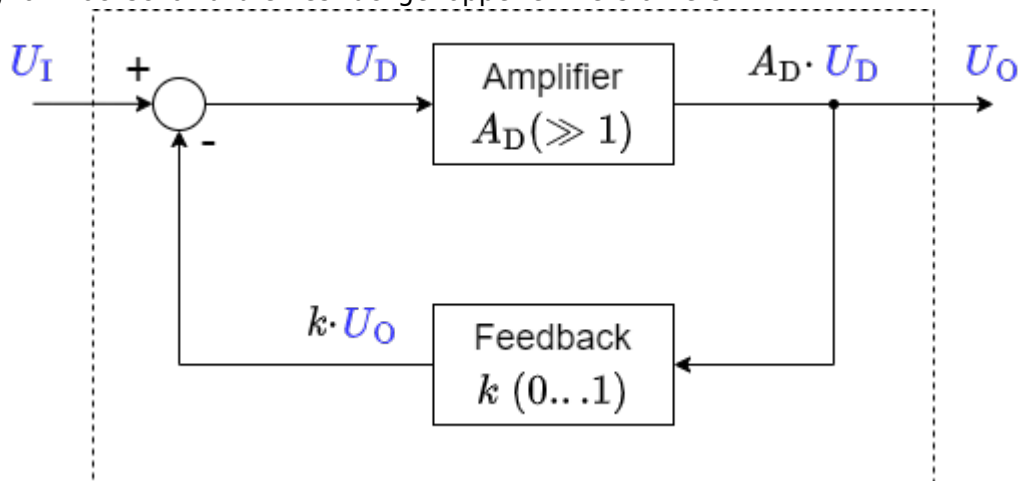 U_I
+
U_D
Amplifier
A_D(≫ 1)
A_D· U_D
U_O
-
k·U_O
Feedback
k (0...1)